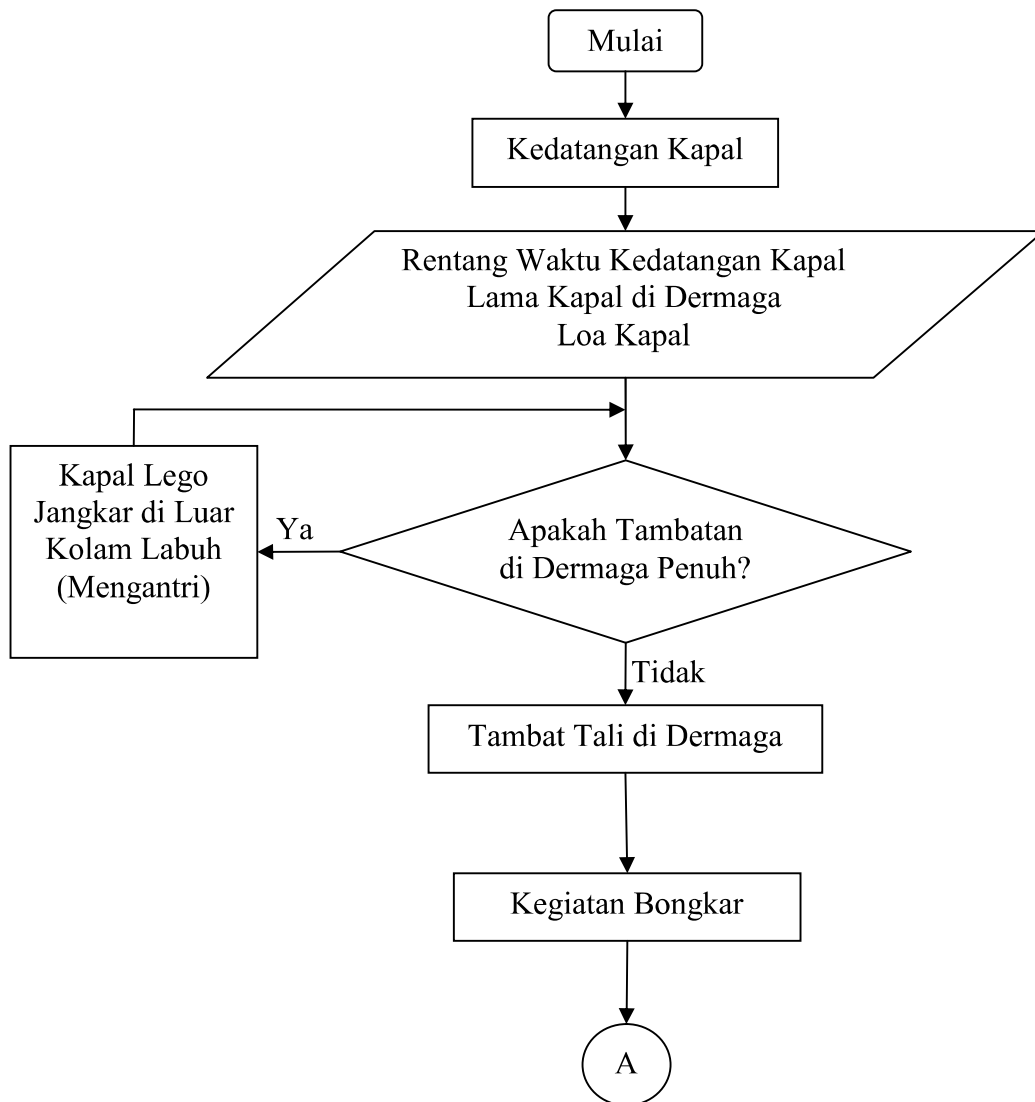 Mulai
Kedatangan Kapal
Rentang Waktu Kedatangan Kapal
Lama Kapal di Dermaga
Loa Kapal
Kapal Lego
Jangkar di Luar
Kolam Labuh
(Mengantri)
Ya
Apakah Tambatan
di Dermaga Penuh?
Tidak
Tambat Tali di Dermaga
Kegiatan Bongkar
A